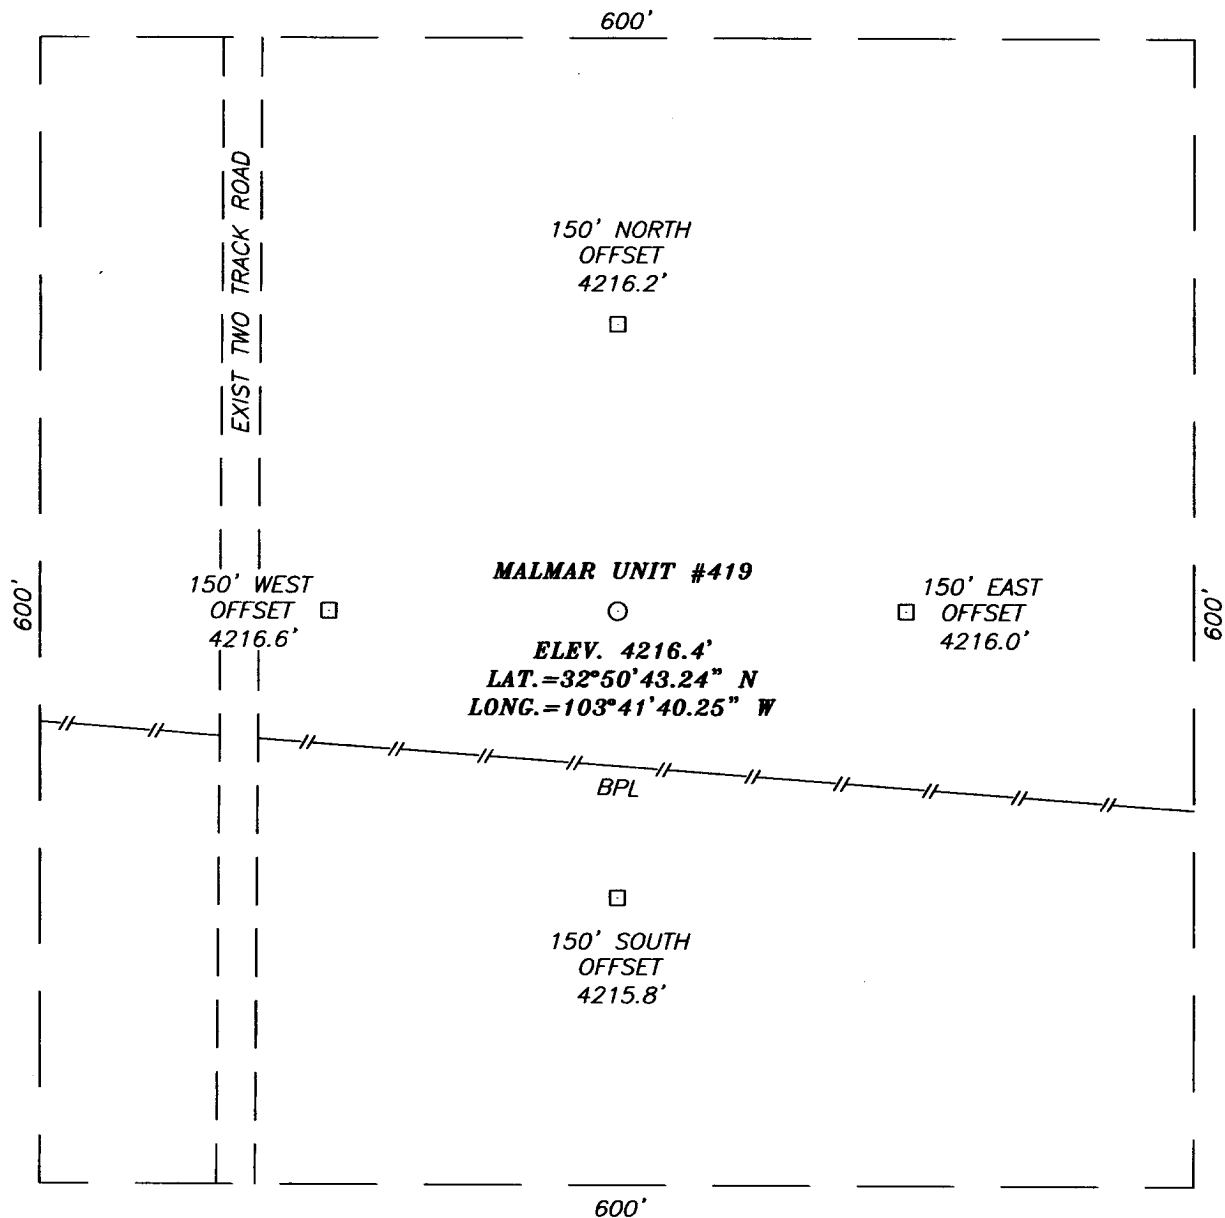 600'
EXIST TWO TRACK ROAD
150' NORTH
OFFSET
4216.2'
600'
150' WEST
OFFSET
4216.6'
MALMAR UNIT #419
ELEV. 4216.4'
LAT.=32°50'43.24" N
LONG.=103°41'40.25" W
150' EAST
OFFSET
4216.0'
600'
BPL
150' SOUTH
OFFSET
4215.8'
600'